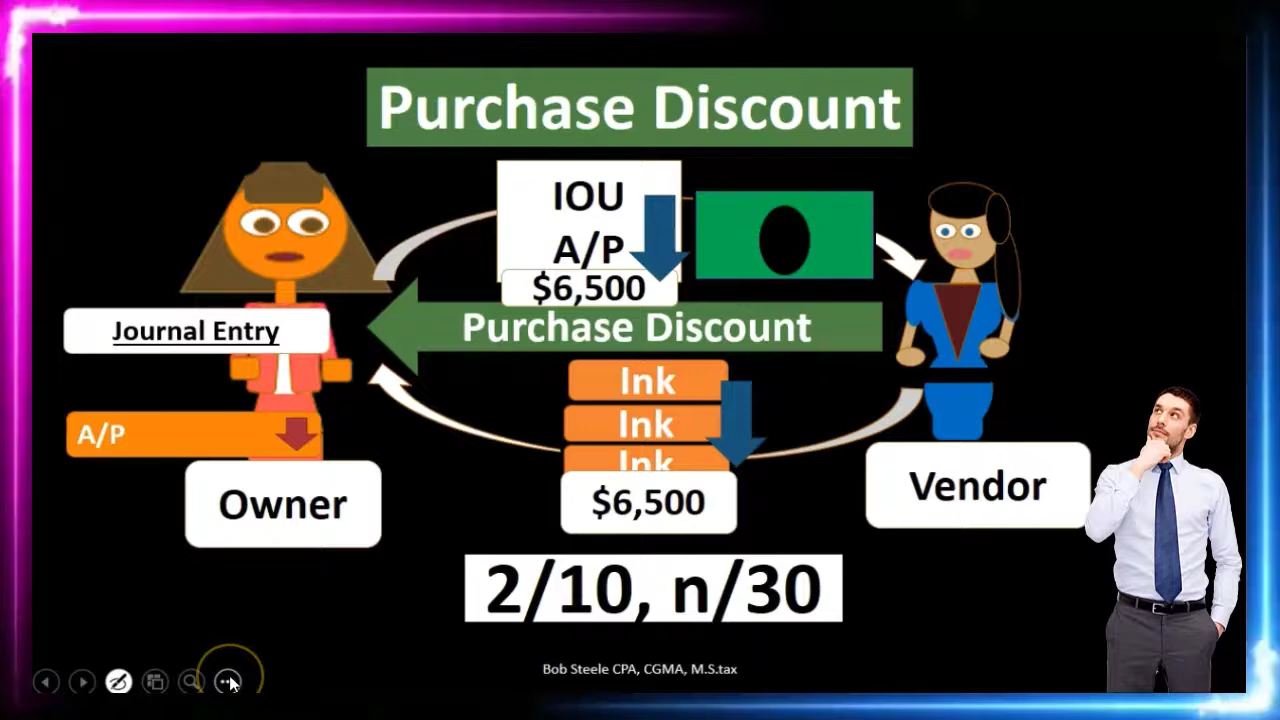 Purchase Discount
IOU
A/P
$6,500
Purchase Discount
Journal Entry
Ink
Ink
Ink
A/P
$6,500
Owner
Vendor
2/10, n/30
Bob Steele CPA, CGMA, M.S.tax